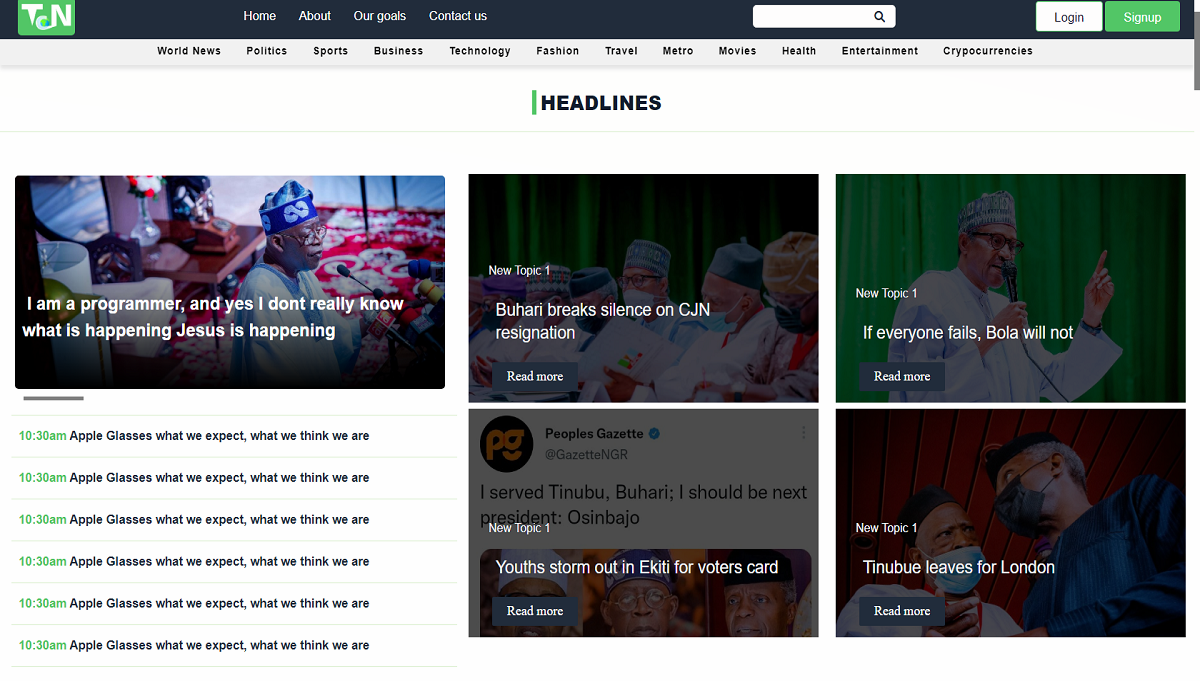 TcN
Home About Our goals Contact us
Login Signup
World News Politics Sports Business Technology Fashion Travel Metro Movies Health Entertainment Crypocurrencies
HEADLINES
I am a programmer, and yes I dont really know
what is happening Jesus is happening
10:30am Apple Glasses what we expect, what we think we are
10:30am Apple Glasses what we expect, what we think we are
10:30am Apple Glasses what we expect, what we think we are
10:30am Apple Glasses what we expect, what we think we are
10:30am Apple Glasses what we expect, what we think we are
10:30am Apple Glasses what we expect, what we think we are
New Topic 1
Buhari breaks silence on CJN
resignation
Read more
New Topic 1
If everyone fails, Bola will not
Read more
pg
Peoples Gazette
@GazetteNGR
I served Tinubu, Buhari; I should be next
president: Osinbajo
New Topic 1
Youths storm out in Ekiti for voters card
Read more
New Topic 1
Tinubue leaves for London
Read more